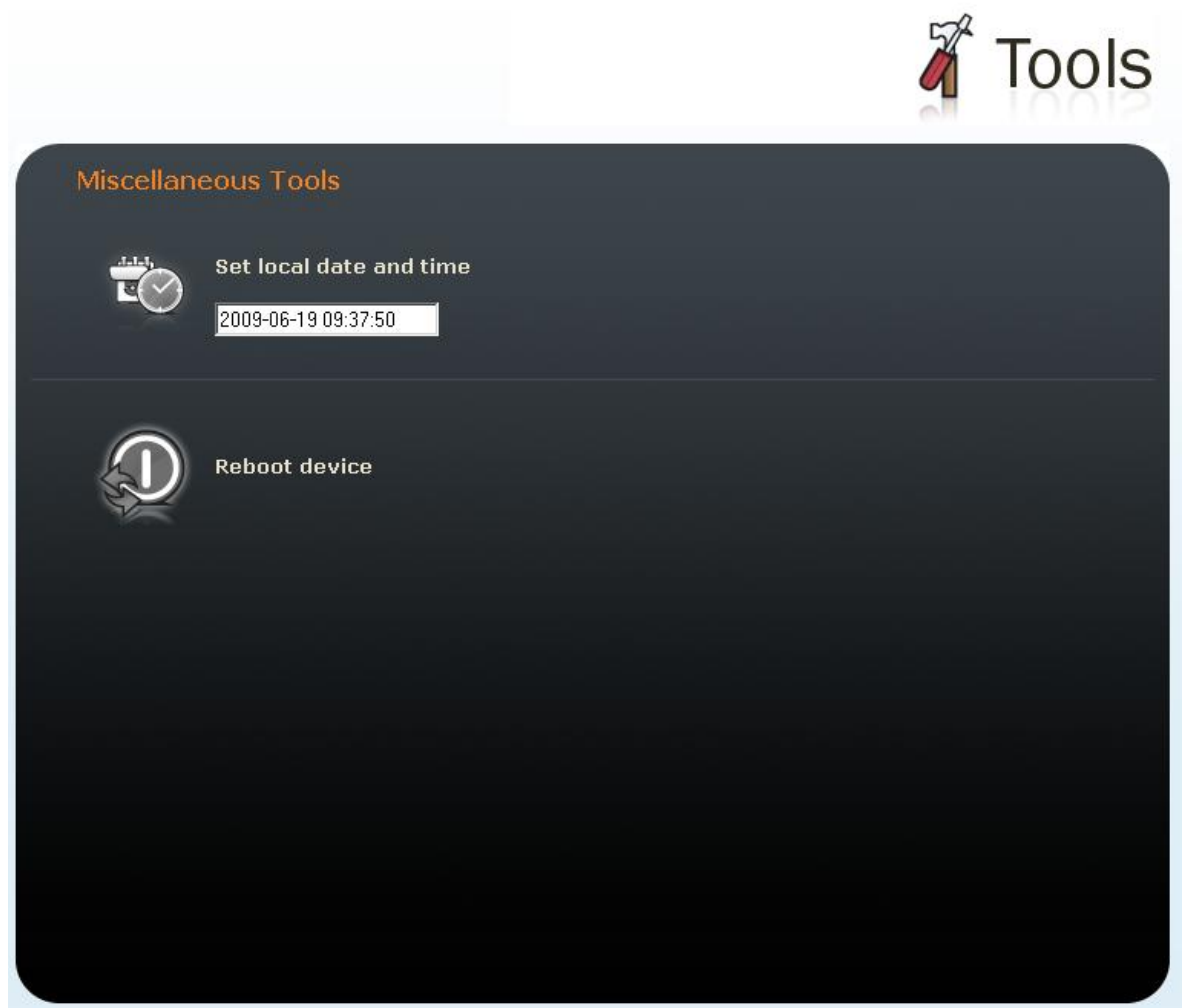 Tools
Miscellaneous Tools
Set local date and time
2009-06-19 09:37:50
Reboot device